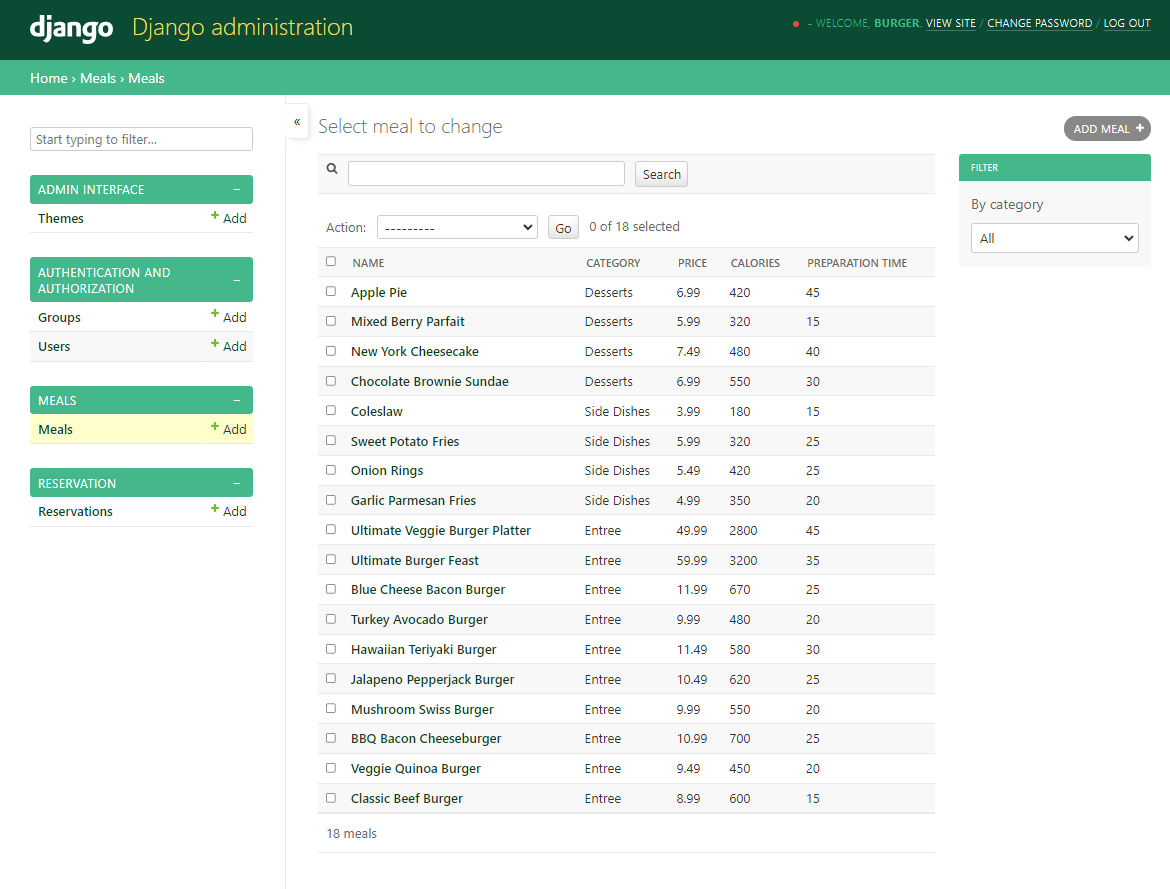 django Django administration
- WELCOME, BURGER. VIEW SITE / CHANGE PASSWORD / LOG OUT
Home › Meals › Meals
Start typing to filter...
ADMIN INTERFACE –
Themes + Add
AUTHENTICATION AND
AUTHORIZATION –
Groups + Add
Users + Add
MEALS –
Meals + Add
RESERVATION –
Reservations + Add
«
Select meal to change
ADD MEAL +
Search
Action: --------- Go 0 of 18 selected
NAME CATEGORY PRICE CALORIES PREPARATION TIME
Apple Pie Desserts 6.99 420 45
Mixed Berry Parfait Desserts 5.99 320 15
New York Cheesecake Desserts 7.49 480 40
Chocolate Brownie Sundae Desserts 6.99 550 30
Coleslaw Side Dishes 3.99 180 15
Sweet Potato Fries Side Dishes 5.99 320 25
Onion Rings Side Dishes 5.49 420 25
Garlic Parmesan Fries Side Dishes 4.99 350 20
Ultimate Veggie Burger Platter Entree 49.99 2800 45
Ultimate Burger Feast Entree 59.99 3200 35
Blue Cheese Bacon Burger Entree 11.99 670 25
Turkey Avocado Burger Entree 9.99 480 20
Hawaiian Teriyaki Burger Entree 11.49 580 30
Jalapeno Pepperjack Burger Entree 10.49 620 25
Mushroom Swiss Burger Entree 9.99 550 20
BBQ Bacon Cheeseburger Entree 10.99 700 25
Veggie Quinoa Burger Entree 9.49 450 20
Classic Beef Burger Entree 8.99 600 15
18 meals
FILTER
By category
All